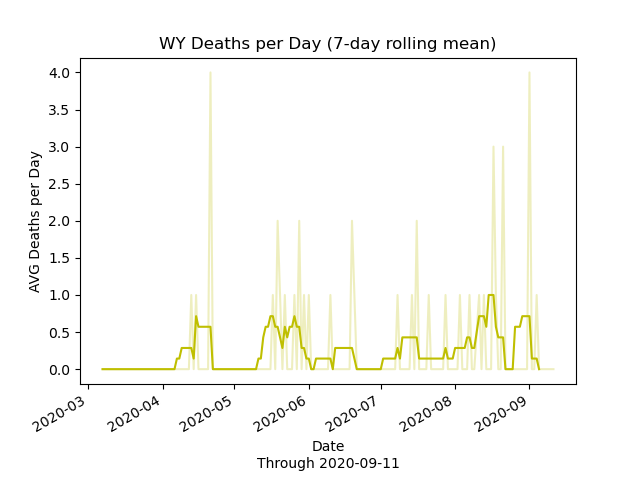 WY Deaths per Day (7-day rolling mean)
AVG Deaths per Day
4.0
3.5
3.0
2.5
2.0
1.5
1.0
0.5
0.0
2020-03 2020-04 2020-05 2020-06 2020-07 2020-08 2020-09
Date
Through 2020-09-11